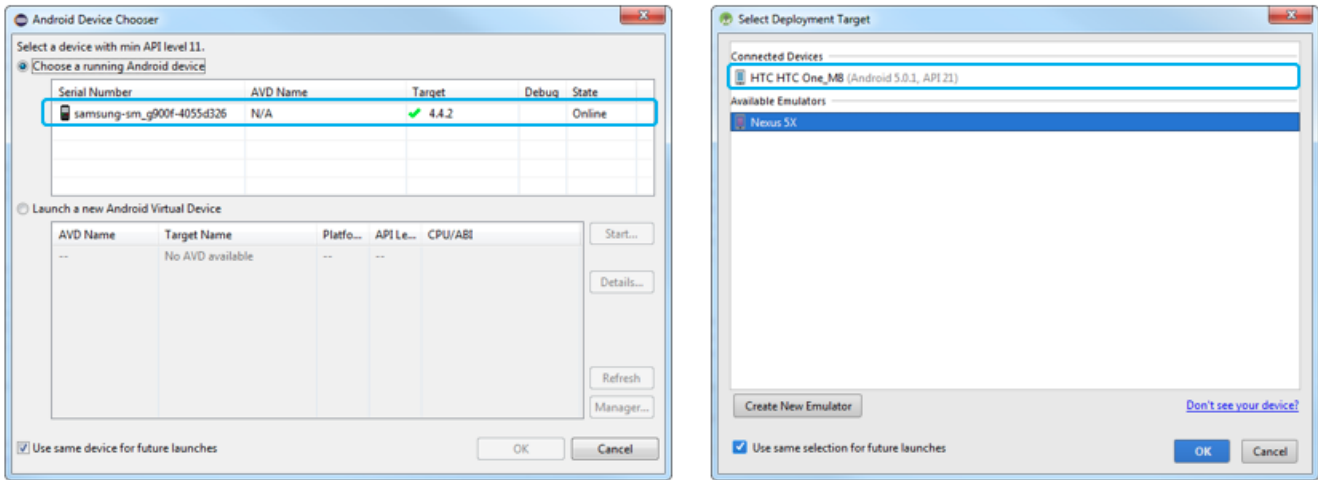 Android Device Chooser
Select a device with min API level 11.
Choose a running Android device
Serial Number AVD Name Target Debug State
samsung-sm_g900f-4055d326 N/A 4.4.2 Online
Launch a new Android Virtual Device
AVD Name Target Name Platfo... API Le... CPU/ABI
-- No AVD available -- --
Start...
Details...
Refresh
Manager...
Use same device for future launches
OK Cancel
Select Deployment Target
Connected Devices
HTC HTC One_M8 (Android 5.0.1, API 21)
Available Emulators
Nexus 5X
Create New Emulator Don't see your device?
Use same selection for future launches
OK Cancel